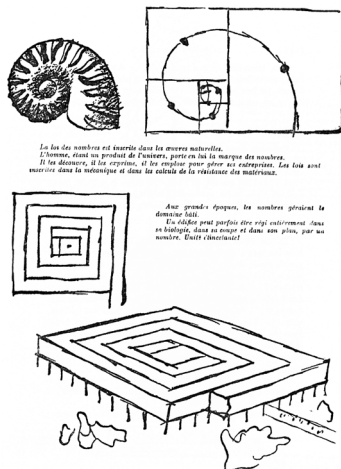 La loi des nombres est inscrite dans les œuvres naturelles.
L'homme, étant un produit de l'univers, porte en lui la marque des nombres.
Il les découvre, il les exprime, il les emploie pour gérer ses entreprises. Les lois sont
inscrites dans la mécanique et dans les calculs de la résistance des matériaux.
Aux grandes époques, les nombres géraient le
domaine bâti.
Un édifice peut parfois être régi entièrement dans
sa biologie, dans sa coupe et dans son plan, par un
nombre. Unité étincelante!